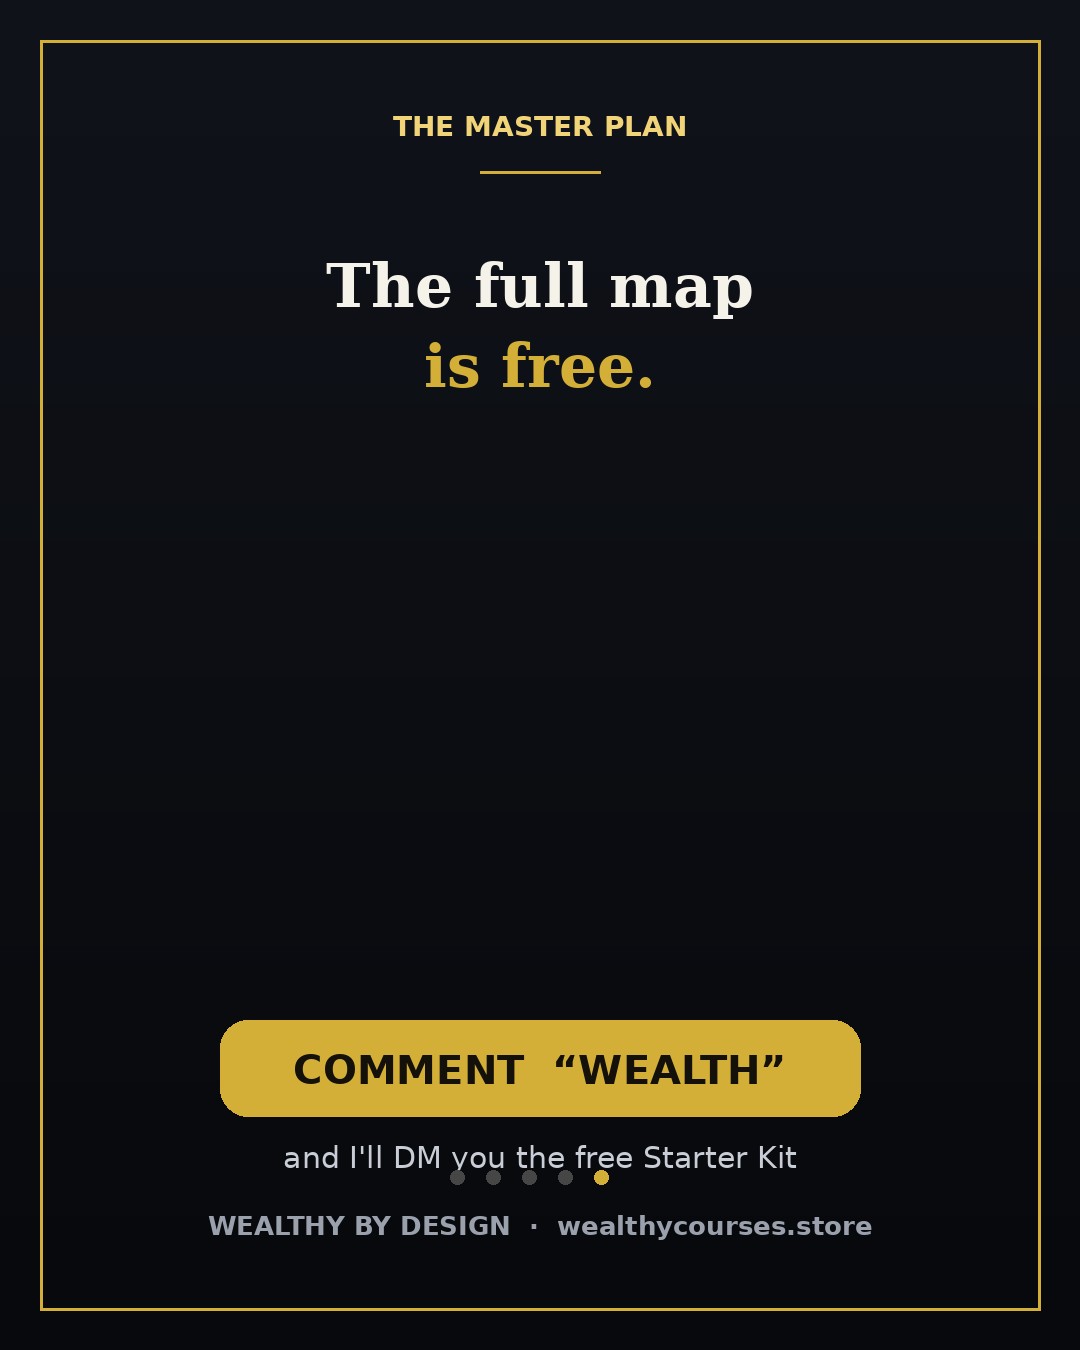 THE MASTER PLAN
The full map
is free.
COMMENT “WEALTH”
and I'll DM you the free Starter Kit
WEALTHY BY DESIGN · wealthycourses.store